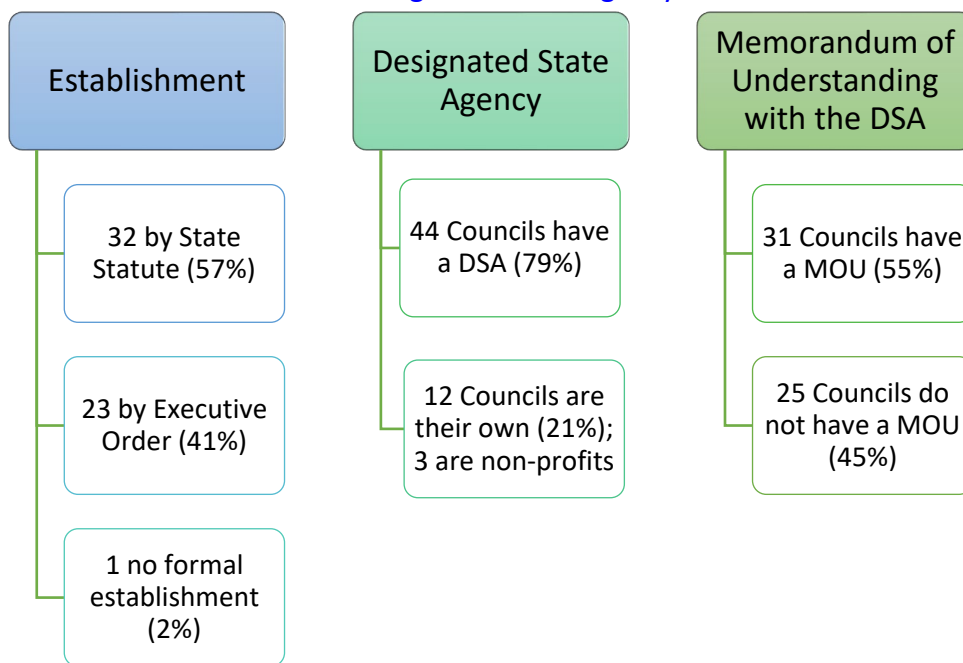 Establishment
32 by State
Statute (57%)
23 by Executive
Order (41%)
1 no formal
establishment
(2%)
Designated State
Agency
44 Councils have
a DSA (79%)
12 Councils are
their own (21%);
3 are non-profits
Memorandum of
Understanding
with the DSA
31 Councils have
a MOU (55%)
25 Councils do
not have a MOU
(45%)